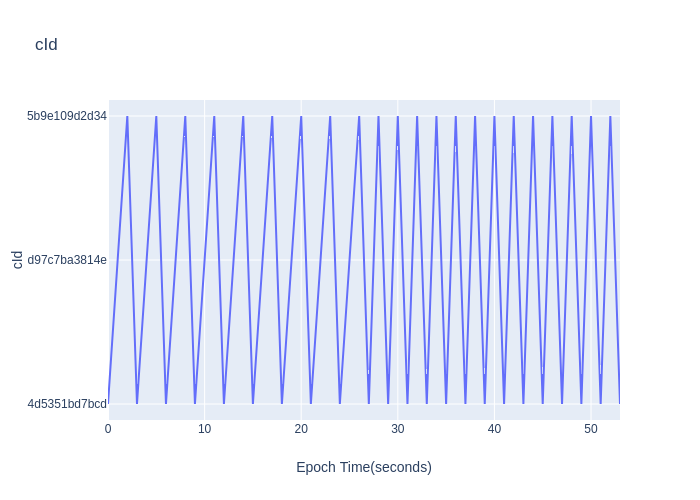 cId
5b9e109d2d34
d97c7ba3814e
4d5351bd7bcd
cId
0 10 20 30 40 50
Epoch Time(seconds)